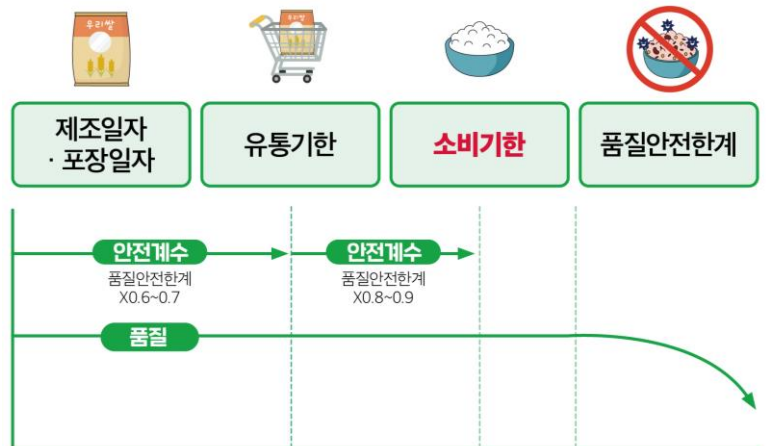 우리쌀
우리쌀
제조일자
· 포장일자
유통기한
소비기한
품질안전한계
안전계수
품질안전한계
X0.6~0.7
안전계수
품질안전한계
X0.8~0.9
품질